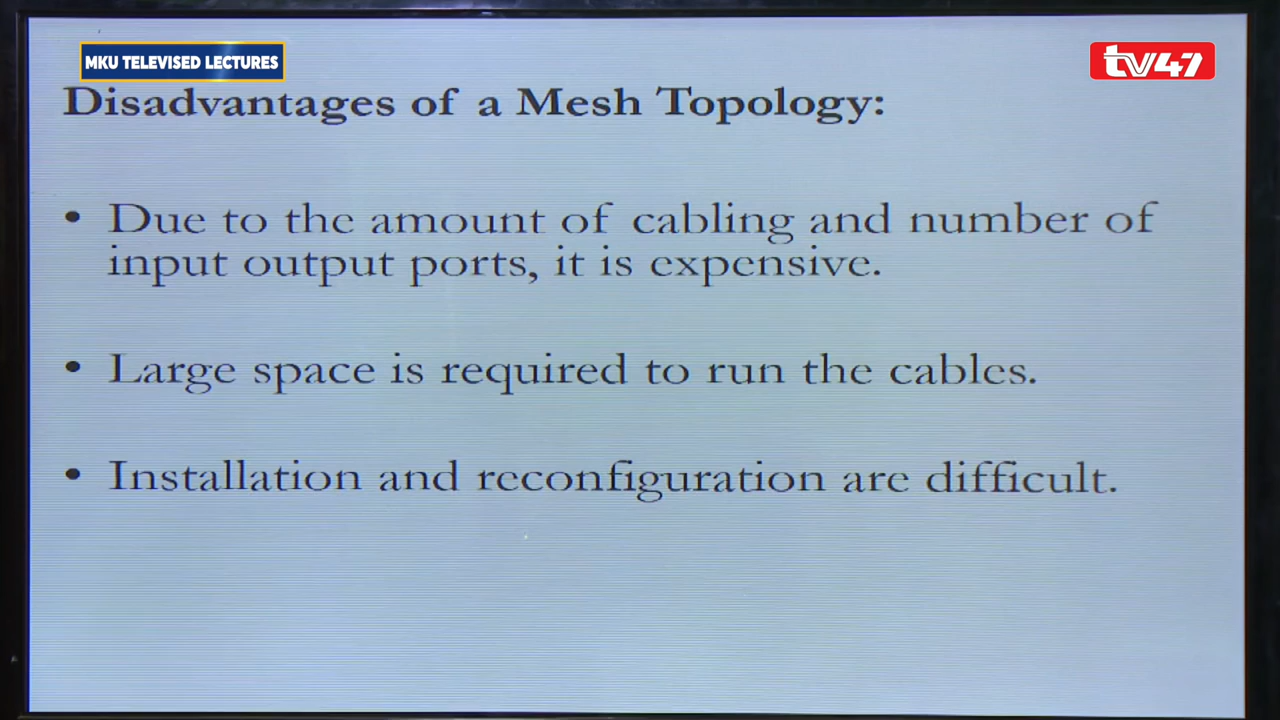 MKU TELEVISED LECTURES
tv47
Disadvantages of a Mesh Topology:
• Due to the amount of cabling and number of
input output ports, it is expensive.
• Large space is required to run the cables.
• Installation and reconfiguration are difficult.